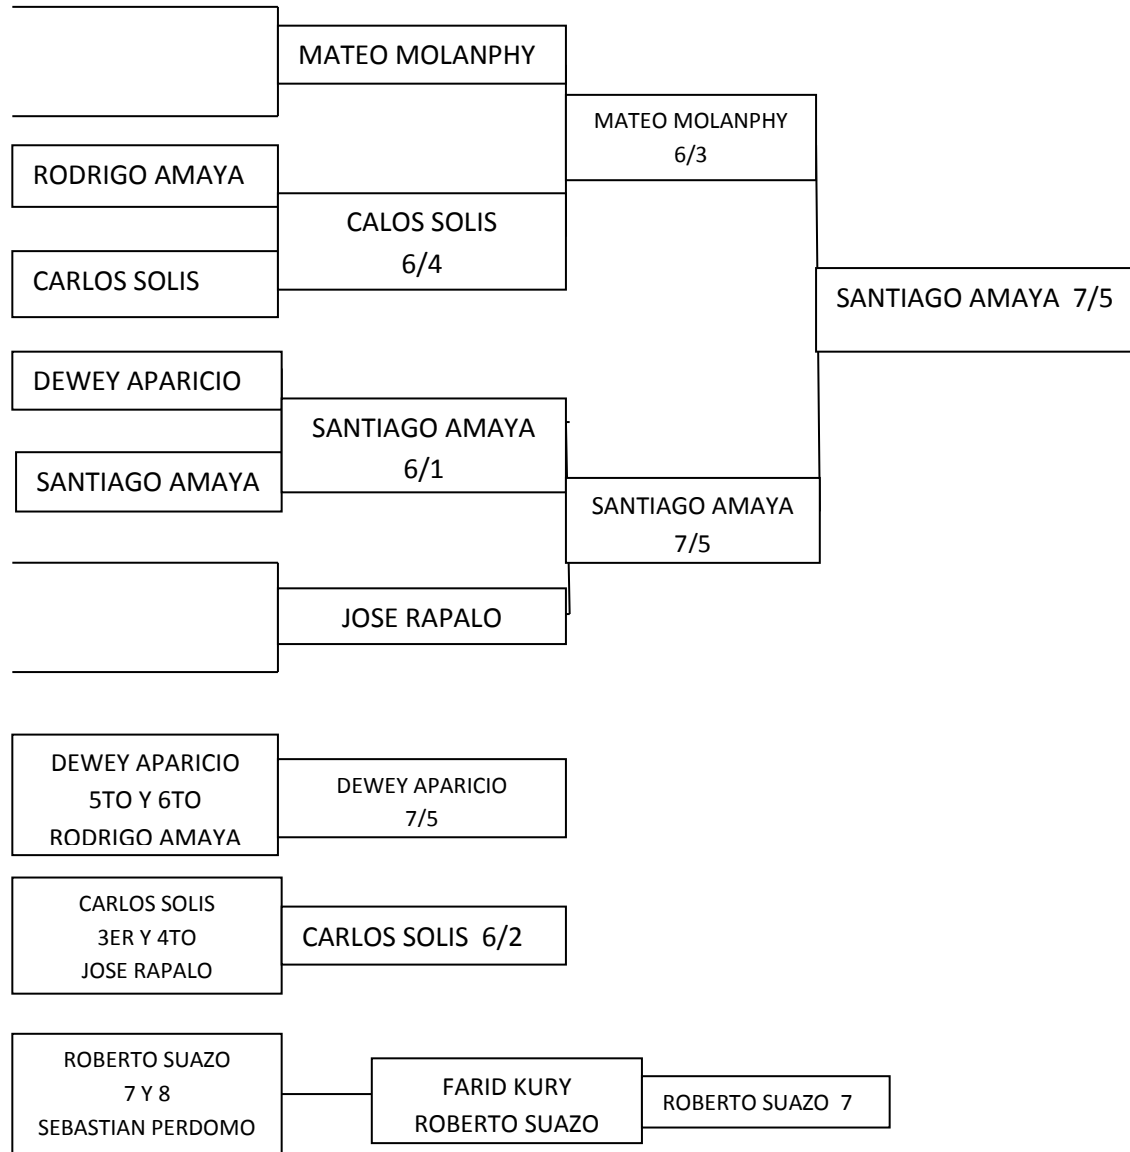 MATEO MOLANPHY
MATEO MOLANPHY
6/3
RODRIGO AMAYA
CALOS SOLIS
6/4
CARLOS SOLIS
SANTIAGO AMAYA 7/5
DEWEY APARICIO
SANTIAGO AMAYA
6/1
SANTIAGO AMAYA
SANTIAGO AMAYA
7/5
JOSE RAPALO
DEWEY APARICIO
5TO Y 6TO
RODRIGO AMAYA
DEWEY APARICIO
7/5
CARLOS SOLIS
3ER Y 4TO
JOSE RAPALO
CARLOS SOLIS 6/2
ROBERTO SUAZO
7 Y 8
SEBASTIAN PERDOMO
FARID KURY
ROBERTO SUAZO
ROBERTO SUAZO 7